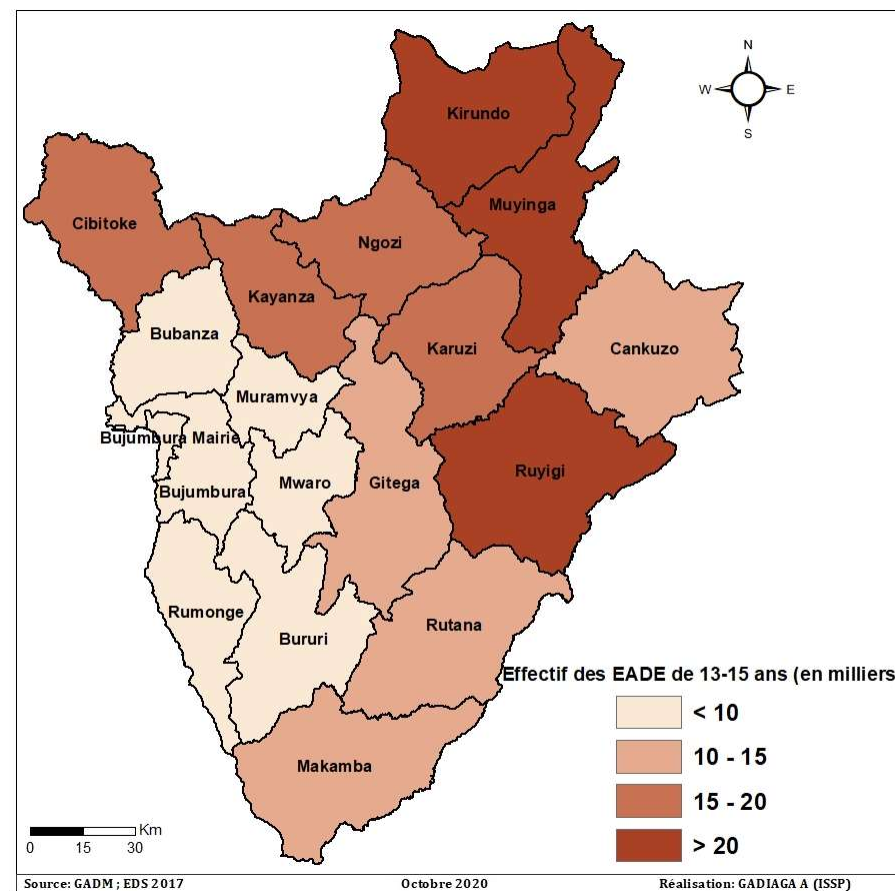 N
W E
S
Kirundo
Muyinga
Cibitoke
Ngozi
Kayanza
Bubanza
Karuzi
Cankuzo
Muramvya
Bujumbura Mairie
Ruyigi
Mwaro
Gitega
Bujumbura
Rumonge
Bururi
Rutana
Makamba
Effectif des EADE de 13-15 ans (en milliers
< 10
10 - 15
15 - 20
> 20
Km
0 15 30
Source: GADM ; EDS 2017 Octobre 2020 Réalisation: GADIAGA A (ISSP)